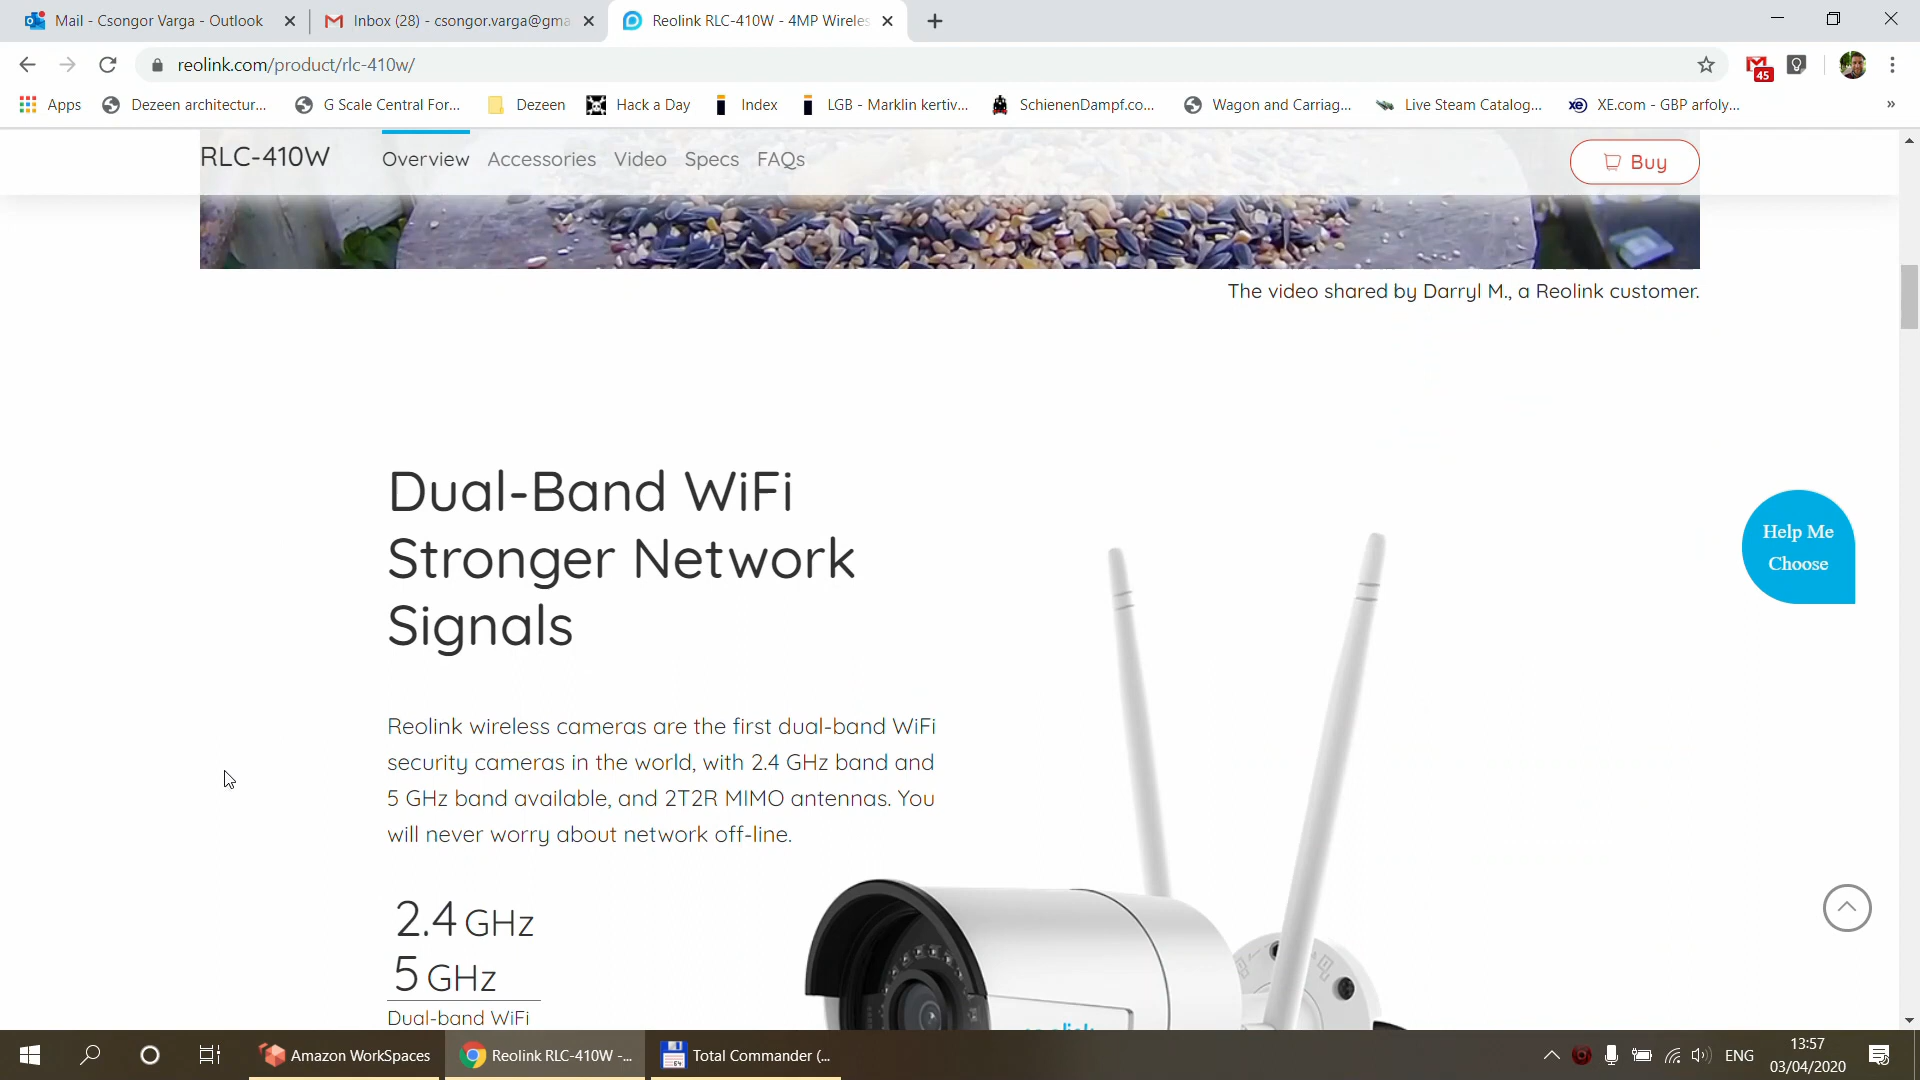 Mail - Csongor Varga - Outlook
Inbox (28) - csongor.varga@gma
Reolink RLC-410W - 4MP Wireles
reolink.com/product/rlc-410w/
45
Apps
Dezeen architectur...
G Scale Central For...
Dezeen
Hack a Day
Index
LGB - Marklin kertiv...
SchienenDampf.co...
Wagon and Carriag...
Live Steam Catalog...
xe
XE.com - GBP arfoly...
»
RLC-410W
Overview
Accessories
Video
Specs
FAQs
Buy
The video shared by Darryl M., a Reolink customer.
Dual-Band WiFi
Stronger Network
Signals
Help Me
Choose
Reolink wireless cameras are the first dual-band WiFi
security cameras in the world, with 2.4 GHz band and
5 GHz band available, and 2T2R MIMO antennas. You
will never worry about network off-line.
2.4 GHz
5 GHz
Dual-band WiFi
Amazon WorkSpaces
Reolink RLC-410W -...
64
Total Commander (...
ENG
13:57
03/04/2020